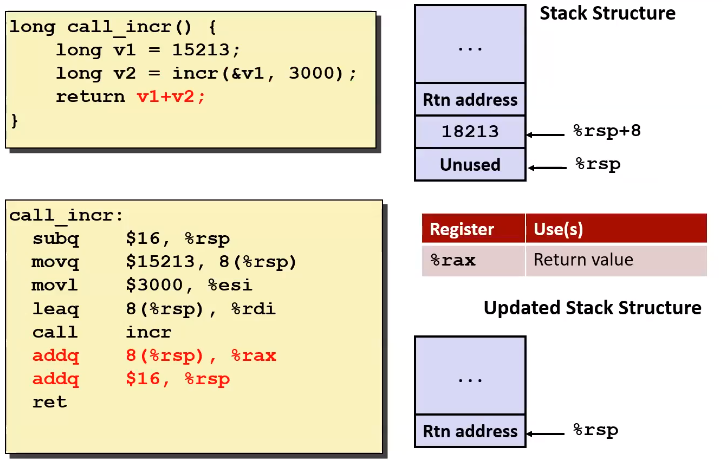 long call_incr() {
    long v1 = 15213;
    long v2 = incr(&v1, 3000);
    return v1+v2;
}
Stack Structure
...
Rtn address
18213
%rsp+8
Unused
%rsp
call_incr:
  subq    $16, %rsp
  movq    $15213, 8(%rsp)
  movl    $3000, %esi
  leaq    8(%rsp), %rdi
  call    incr
  addq    8(%rsp), %rax
  addq    $16, %rsp
  ret
Register Use(s)
%rax Return value
Updated Stack Structure
...
Rtn address
%rsp